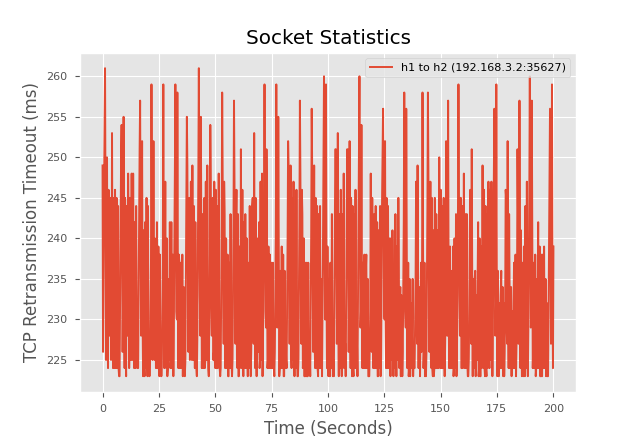 Socket Statistics
h1 to h2 (192.168.3.2:35627)
TCP Retransmission Timeout (ms)
260
255
250
245
240
235
230
225
0 25 50 75 100 125 150 175 200
Time (Seconds)